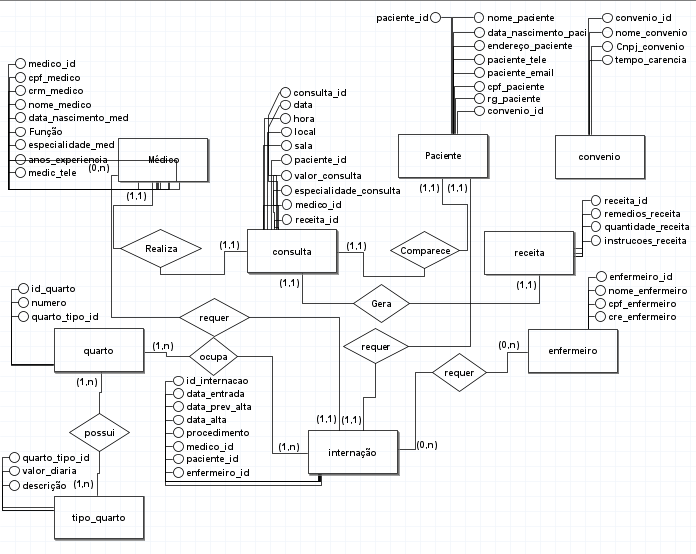 paciente_id
nome_paciente
data_nascimento_paci
endereço_paciente
paciente_tele
paciente_email
cpf_paciente
rg_paciente
convenio_id
convenio_id
nome_convenio
Cnpj_convenio
tempo_carencia
medico_id
cpf_medico
crm_medico
nome_medico
data_nascimento_med
Função
especialidade_med
anos_experiencia
medic_tele
(0,n)
Médico
(1,1)
consulta_id
data
hora
local
sala
paciente_id
valor_consulta
especialidade_consulta
medico_id
receita_id
Paciente
(1,1)
(1,1)
convenio
receita_id
remedios_receita
quantidade_receita
instrucoes_receita
Realiza
(1,1)
consulta
(1,1)
Comparece
receita
(1,1)
(1,1)
Gera
enfermeiro_id
nome_enfermeiro
cpf_enfermeiro
cre_enfermeiro
id_quarto
numero
quarto_tipo_id
requer
quarto
(1,n)
ocupa
requer
(0,n)
enfermeiro
requer
(1,n)
id_internacao
data_entrada
data_prev_alta
data_alta
procedimento
medico_id
paciente_id
enfermeiro_id
(1,1)
(1,1)
possui
(1,n)
internação
(0,n)
quarto_tipo_id
valor_diaria
descrição
(1,n)
tipo_quarto